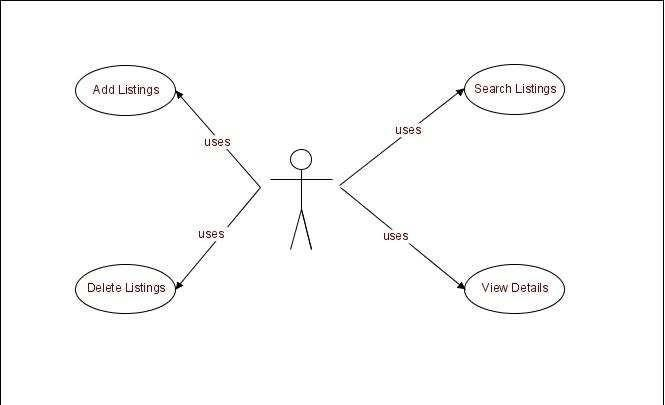 Add Listings
Search Listings
uses
uses
uses
uses
Delete Listings
View Details